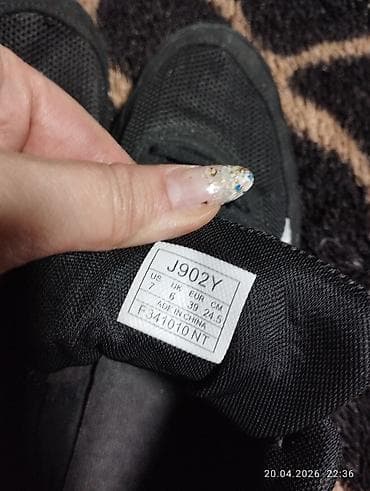 J902Y
US UK EUR CM
7 6 39 24.5
MADE IN CHINA
F341010 NT
20.04.2026 22:36